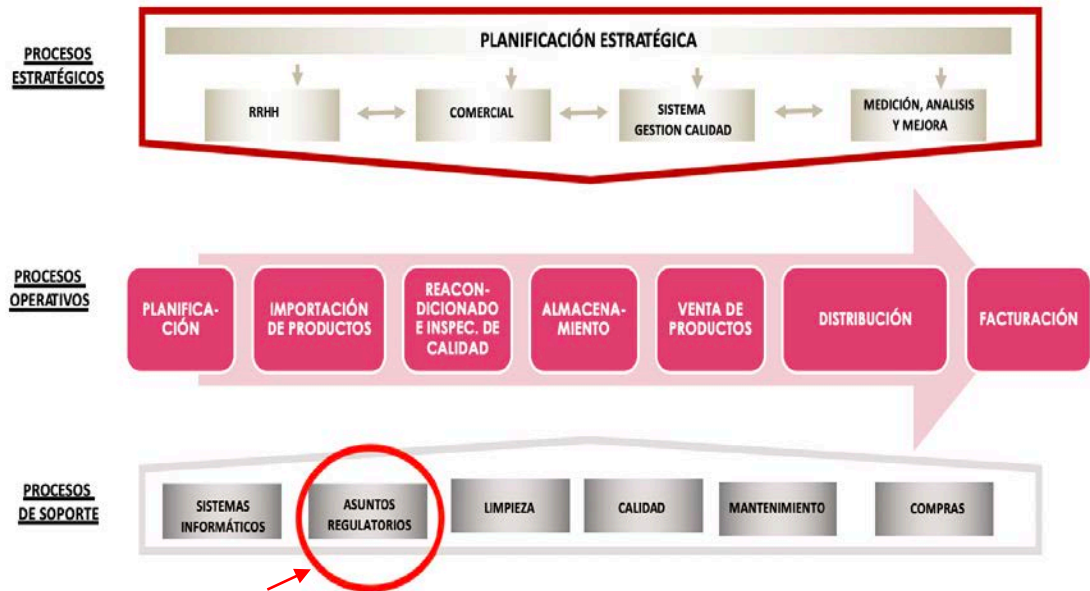 PROCESOS
ESTRATÉGICOS
PLANIFICACIÓN ESTRATÉGICA
RRHH
COMERCIAL
SISTEMA
GESTION CALIDAD
MEDICIÓN, ANALISIS
Y MEJORA
PROCESOS
OPERATIVOS
PLANIFICA-
CIÓN
IMPORTACIÓN
DE PRODUCTOS
REACON-
DICIONADO
E INSPEC. DE
CALIDAD
ALMACENA-
MIENTO
VENTA DE
PRODUCTOS
DISTRIBUCIÓN
FACTURACIÓN
PROCESOS
DE SOPORTE
SISTEMAS
INFORMÁTICOS
ASUNTOS
REGULATORIOS
LIMPIEZA
CALIDAD
MANTENIMIENTO
COMPRAS